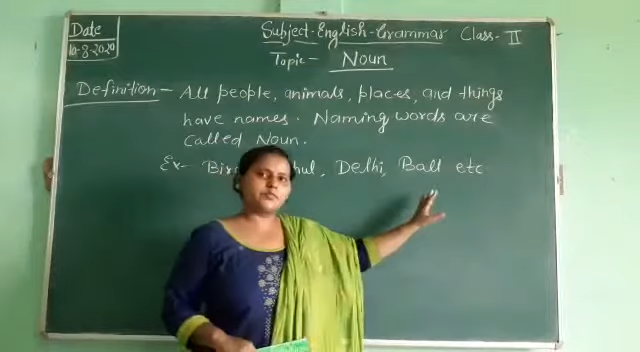 Date
10-8-2020
Subject-English-Grammar Class-II
Topic- Noun
Definition- All people, animals, places, and things
have names. Naming words are
called Noun.
Ex- Delhi, Ball etc